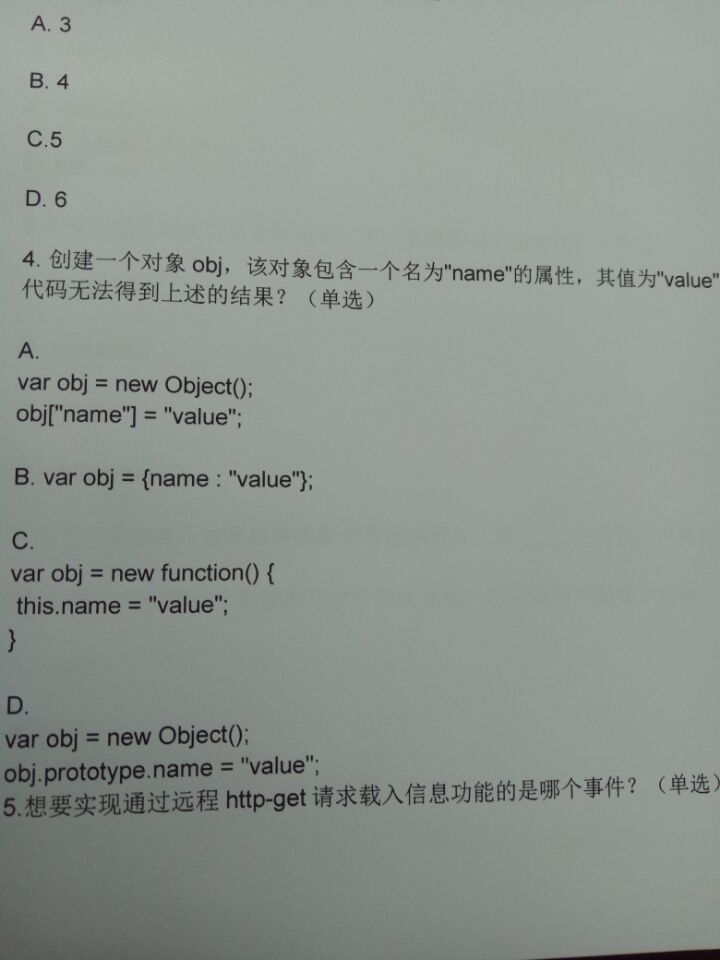 A. 3
B. 4
C.5
D. 6
4. 创建一个对象 obj，该对象包含一个名为"name"的属性，其值为"value"
代码无法得到上述的结果？（单选）
A.
var obj = new Object();
obj["name"] = "value";
B. var obj = {name : "value"};
C.
var obj = new function() {
this.name = "value";
}
D.
var obj = new Object();
obj.prototype.name = "value";
5.想要实现通过远程 http-get 请求载入信息功能的是哪个事件？（单选）